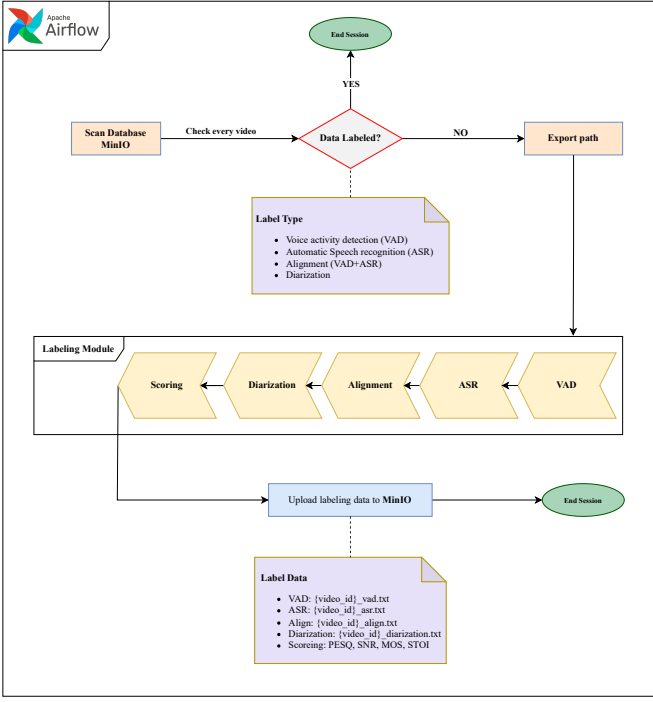 Apache
Airflow
End Session
YES
Scan Database
MinIO
Check every video
Data Labeled?
NO
Export path
Label Type
• Voice activity detection (VAD)
• Automatic Speech recognition (ASR)
• Alignment (VAD+ASR)
• Diarization
Labeling Module
Scoring
Diarization
Alignment
ASR
VAD
Upload labeling data to MinIO
End Session
Label Data
• VAD: {video_id}_vad.txt
• ASR: {video_id}_asr.txt
• Align: {video_id}_align.txt
• Diarization: {video_id}_diarization.txt
• Scoreing: PESQ, SNR, MOS, STOI